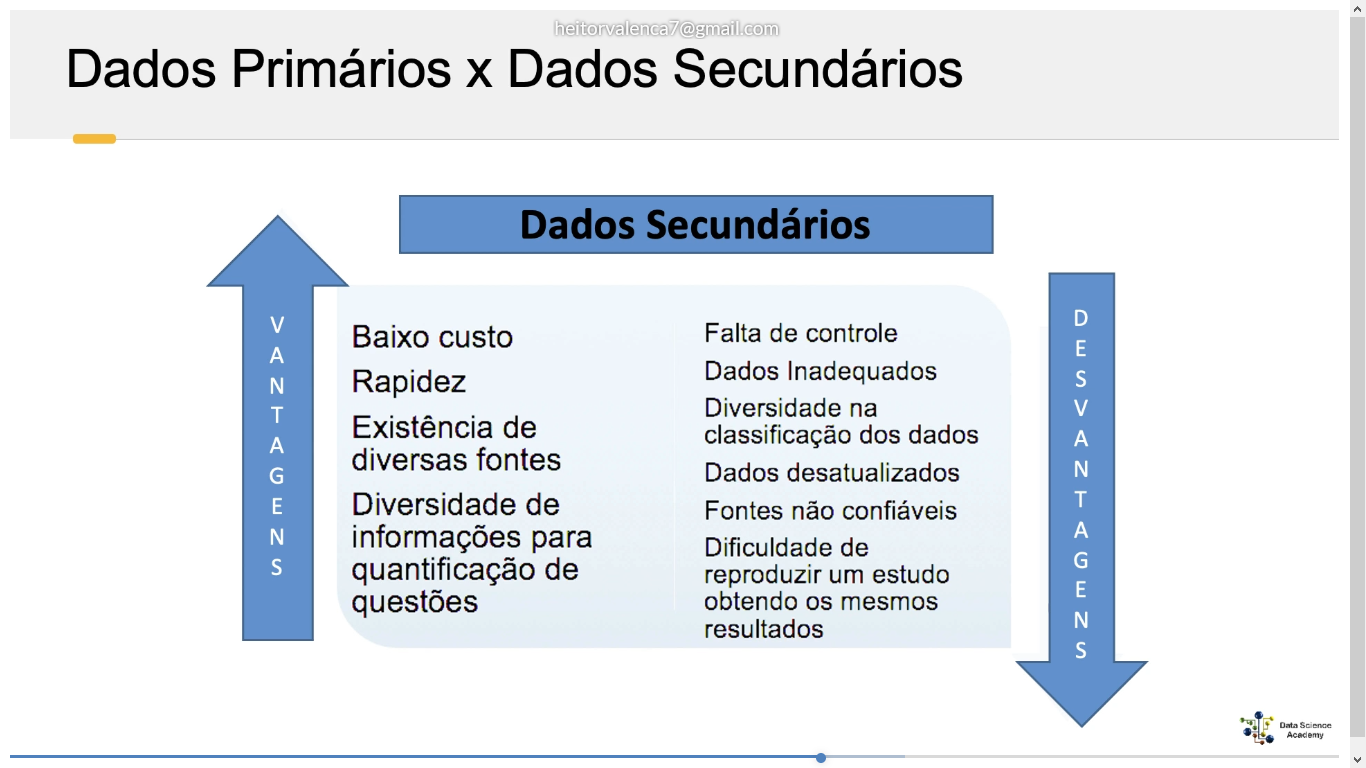 heitorvalenca7@gmail.com
Dados Primários x Dados Secundários
Dados Secundários
VANTAGENS
Baixo custo
Rapidez
Existência de
diversas fontes
Diversidade de
informações para
quantificação de
questões
Falta de controle
Dados Inadequados
Diversidade na
classificação dos dados
Dados desatualizados
Fontes não confiáveis
Dificuldade de
reproduzir um estudo
obtendo os mesmos
resultados
DESVANTAGENS
Data Science
Academy